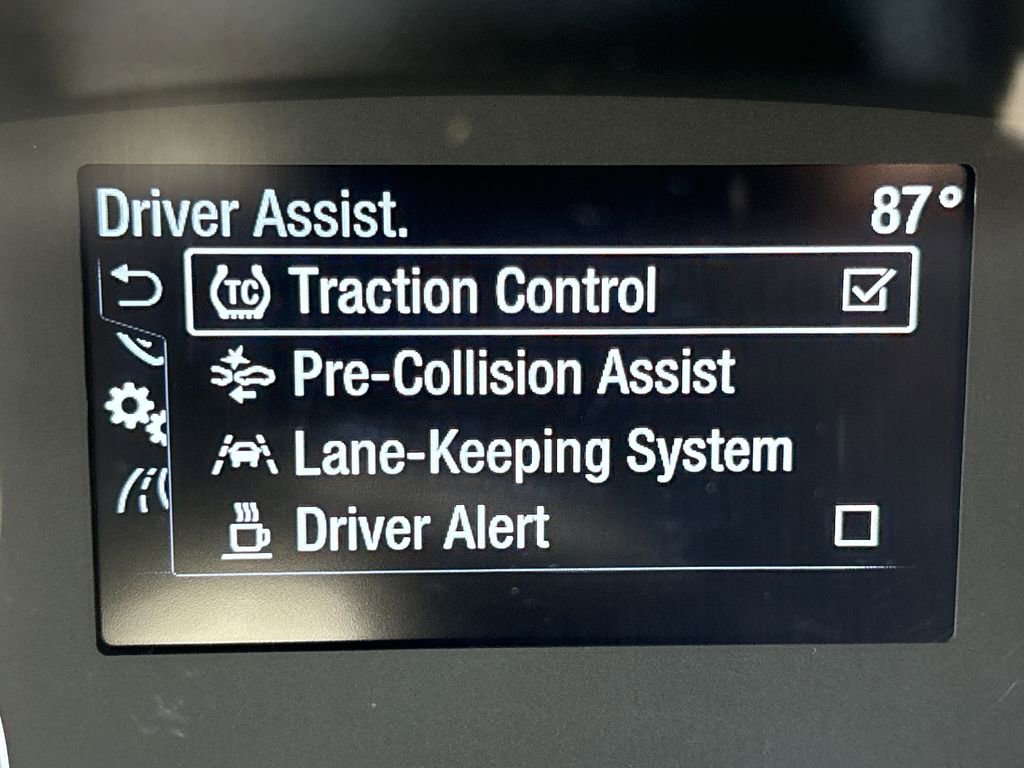 Driver Assist. 87°
TC Traction Control
Pre-Collision Assist
Lane-Keeping System
Driver Alert